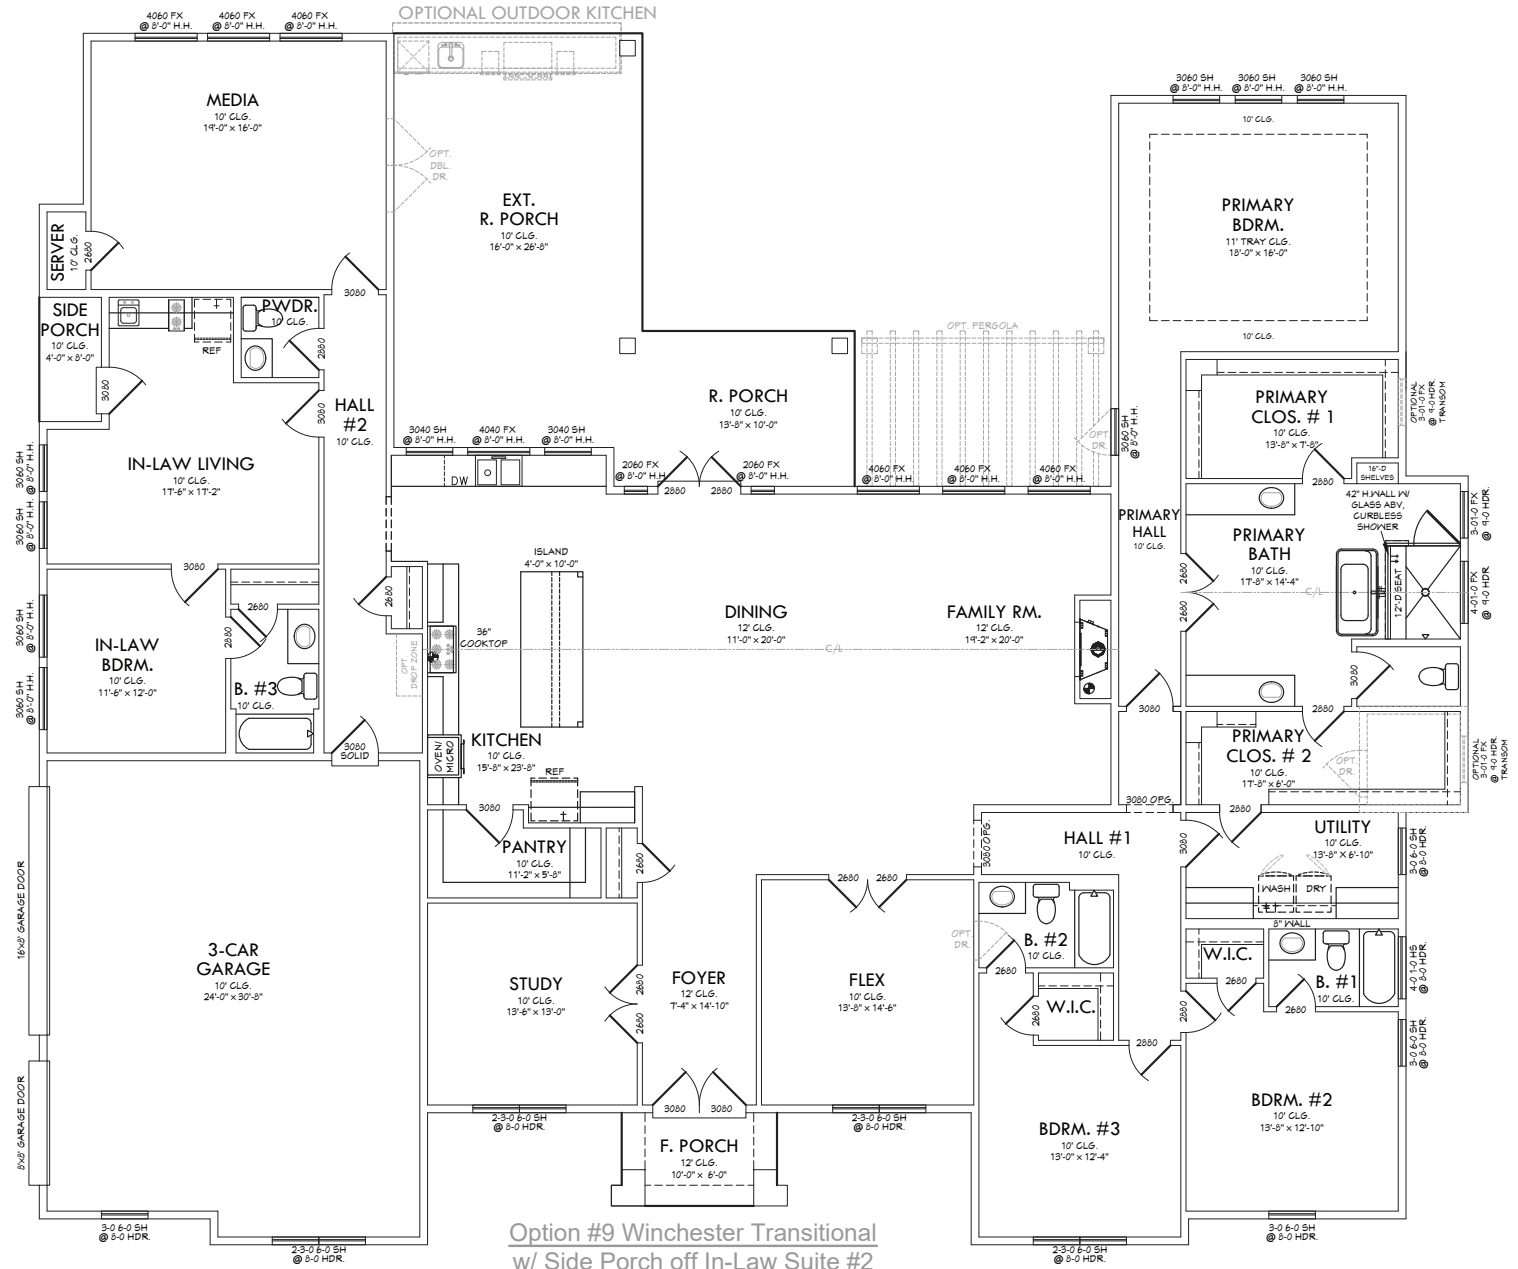 OPTIONAL OUTDOOR KITCHEN
4060 FX
@ 8'-0" H.H.
4060 FX
@ 8'-0" H.H.
4060 FX
@ 8'-0" H.H.
MEDIA
10' CLG.
19'-0" x 16'-0"
OPT.
DBL.
DR.
EXT.
R. PORCH
10' CLG.
16'-0" x 26'-8"
3060 SH
@ 8'-0" H.H.
3060 SH
@ 8'-0" H.H.
3060 SH
@ 8'-0" H.H.
10' CLG.
PRIMARY
BDRM.
11' TRAY CLG.
18'-0" x 16'-0"
10' CLG.
SERVER
10' CLG.
2680
3080
SIDE
PORCH
10' CLG.
4'-0" x 8'-0"
3080
REF
PWDR.
10' CLG.
2880
3080
HALL
#2
10' CLG.
OPT. PERGOLA
R. PORCH
10' CLG.
13'-8" x 10'-0"
OPT.
DR.
3060 SH
@ 8'-0" H.H.
PRIMARY
CLOS. # 1
10' CLG.
13'-8" x 7'-8"
OPTIONAL
3-01-0 FX
@ 9-0 HDR.
TRANSOM
2880
16"-D
SHELVES
IN-LAW LIVING
10' CLG.
17'-6" x 17'-2"
3060 SH
@ 8'-0" H.H.
3060 SH
@ 8'-0" H.H.
3040 SH
@ 8'-0" H.H.
4040 FX
@ 8'-0" H.H.
3040 SH
@ 8'-0" H.H.
DW
2060 FX
@ 8'-0" H.H.
2880
2880
2060 FX
@ 8'-0" H.H.
4060 FX
@ 8'-0" H.H.
4060 FX
@ 8'-0" H.H.
4060 FX
@ 8'-0" H.H.
PRIMARY
HALL
10' CLG.
42" H.WALL W/
GLASS ABV,
CURBLESS
SHOWER
PRIMARY
BATH
10' CLG.
17'-8" x 14'-4"
2680
2680
12"-D SEAT
C/L
3-01-0 FX
@ 9-0 HDR.
4-01-0 FX
@ 9-0 HDR
3080
ISLAND
4'-0" x 10'-0"
3080
2680
IN-LAW
BDRM.
10' CLG.
11'-6" x 12'-0"
3060 SH
@ 8'-0" H.H.
3060 SH
@ 8'-0" H.H.
2680
2880
B. #3
10' CLG.
OPT.
DROP ZONE
36"
COOKTOP
DINING
12' CLG.
11'-0" x 20'-0"
FAMILY RM.
12' CLG.
19'-2" x 20'-0"
C/L
3080
SOLID
OVEN/
MICRO
KITCHEN
10' CLG.
15'-8" x 23'-8"
REF
3080
3080
2880
PRIMARY
CLOS. # 2
10' CLG.
17'-8" x 6'-0"
OPT.
DR.
OPTIONAL
3-01-0 FX
@ 9-0 HDR.
TRANSOM
2880
3080 OPG.
3080 OPG.
HALL #1
10' CLG.
3080
UTILITY
10' CLG.
13'-8" X 6'-10"
3-0 6-0 SH
@ 8-0 HDR.
WASH
DRY
8" WALL
PANTRY
10' CLG.
11'-2" x 5'-8"
2680
2680
2680
16'x8' GARAGE DOOR
8'x8' GARAGE DOOR
3-CAR
GARAGE
10' CLG.
24'-0" x 30'-8"
STUDY
10' CLG.
13'-6" x 13'-0"
2680
2680
FOYER
12' CLG.
7'-4" x 14'-10"
FLEX
10' CLG.
13'-8" x 14'-6"
OPT.
DR.
B. #2
10' CLG.
2680
W.I.C.
2680
W.I.C.
2680
B. #1
10' CLG.
2680
4-0 1-0 HS
@ 8-0 HDR.
3-0 6-0 SH
@ 8-0 HDR.
2880
2880
BDRM. #2
10' CLG.
13'-8" x 12'-10"
BDRM. #3
10' CLG.
13'-0" x 12'-4"
2-3-0 6-0 SH
@ 8-0 HDR.
3080
3080
F. PORCH
12' CLG.
10'-0" x 6'-0"
2-3-0 6-0 SH
@ 8-0 HDR.
3-0 6-0 SH
@ 8-0 HDR.
2-3-0 6-0 SH
@ 8-0 HDR.
2-3-0 6-0 SH
@ 8-0 HDR.
3-0 6-0 SH
@ 8-0 HDR.
Option #9 Winchester Transitional
w/ Side Porch off In-Law Suite #2